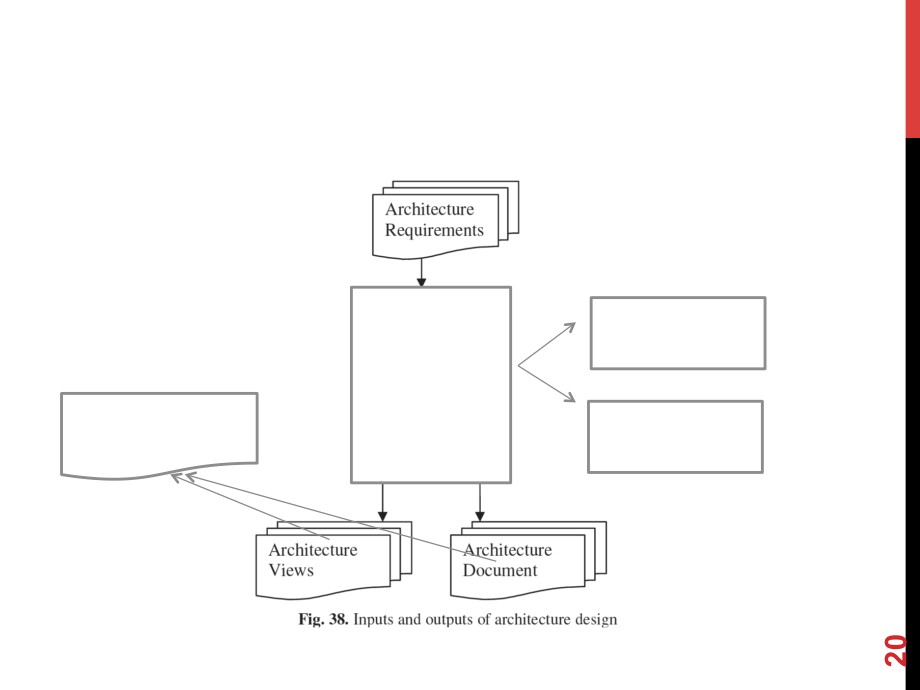 Architecture
Requirements
Architecture
Views
Architecture
Document
Fig. 38. Inputs and outputs of architecture design
20